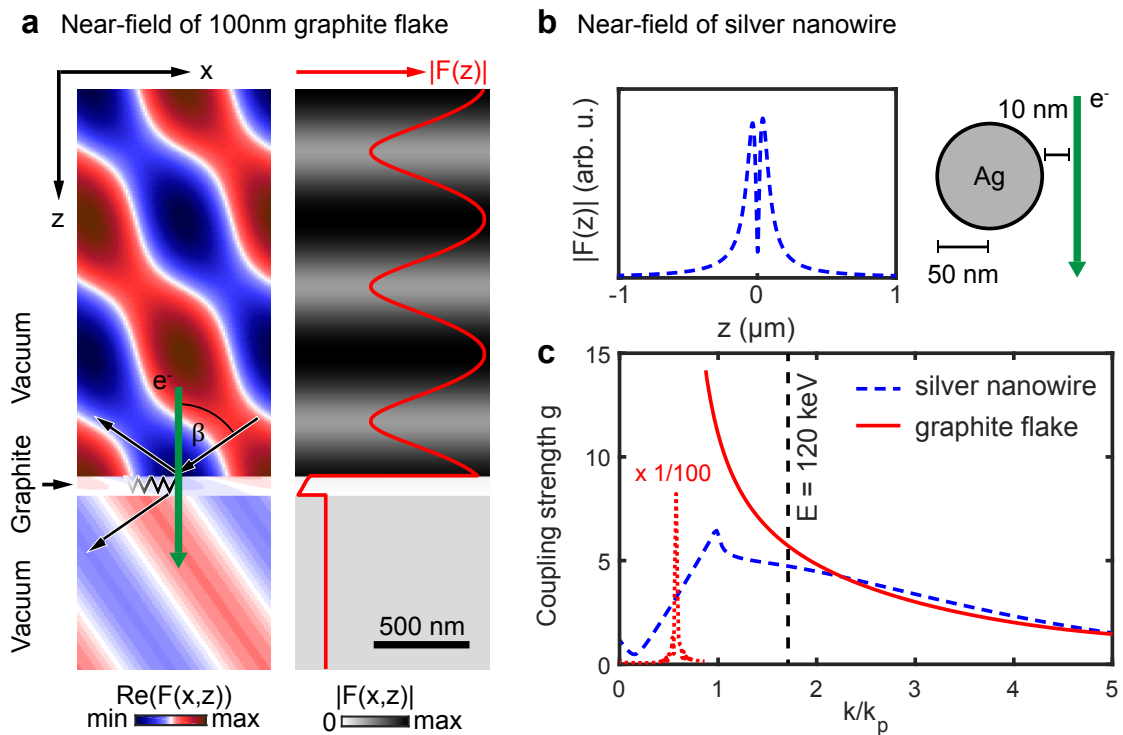 a Near-field of 100nm graphite flake
x
|F(z)|
z
Vacuum
Graphite
Vacuum
e-
β
500 nm
Re(F(x,z))
min max
|F(x,z)|
0 max
b Near-field of silver nanowire
|F(z)| (arb. u.)
-1 0 1
z (μm)
10 nm
e-
Ag
50 nm
c
15
10
5
0
Coupling strength g
silver nanowire
graphite flake
x 1/100
E = 120 keV
0 1 2 3 4 5
k/kp